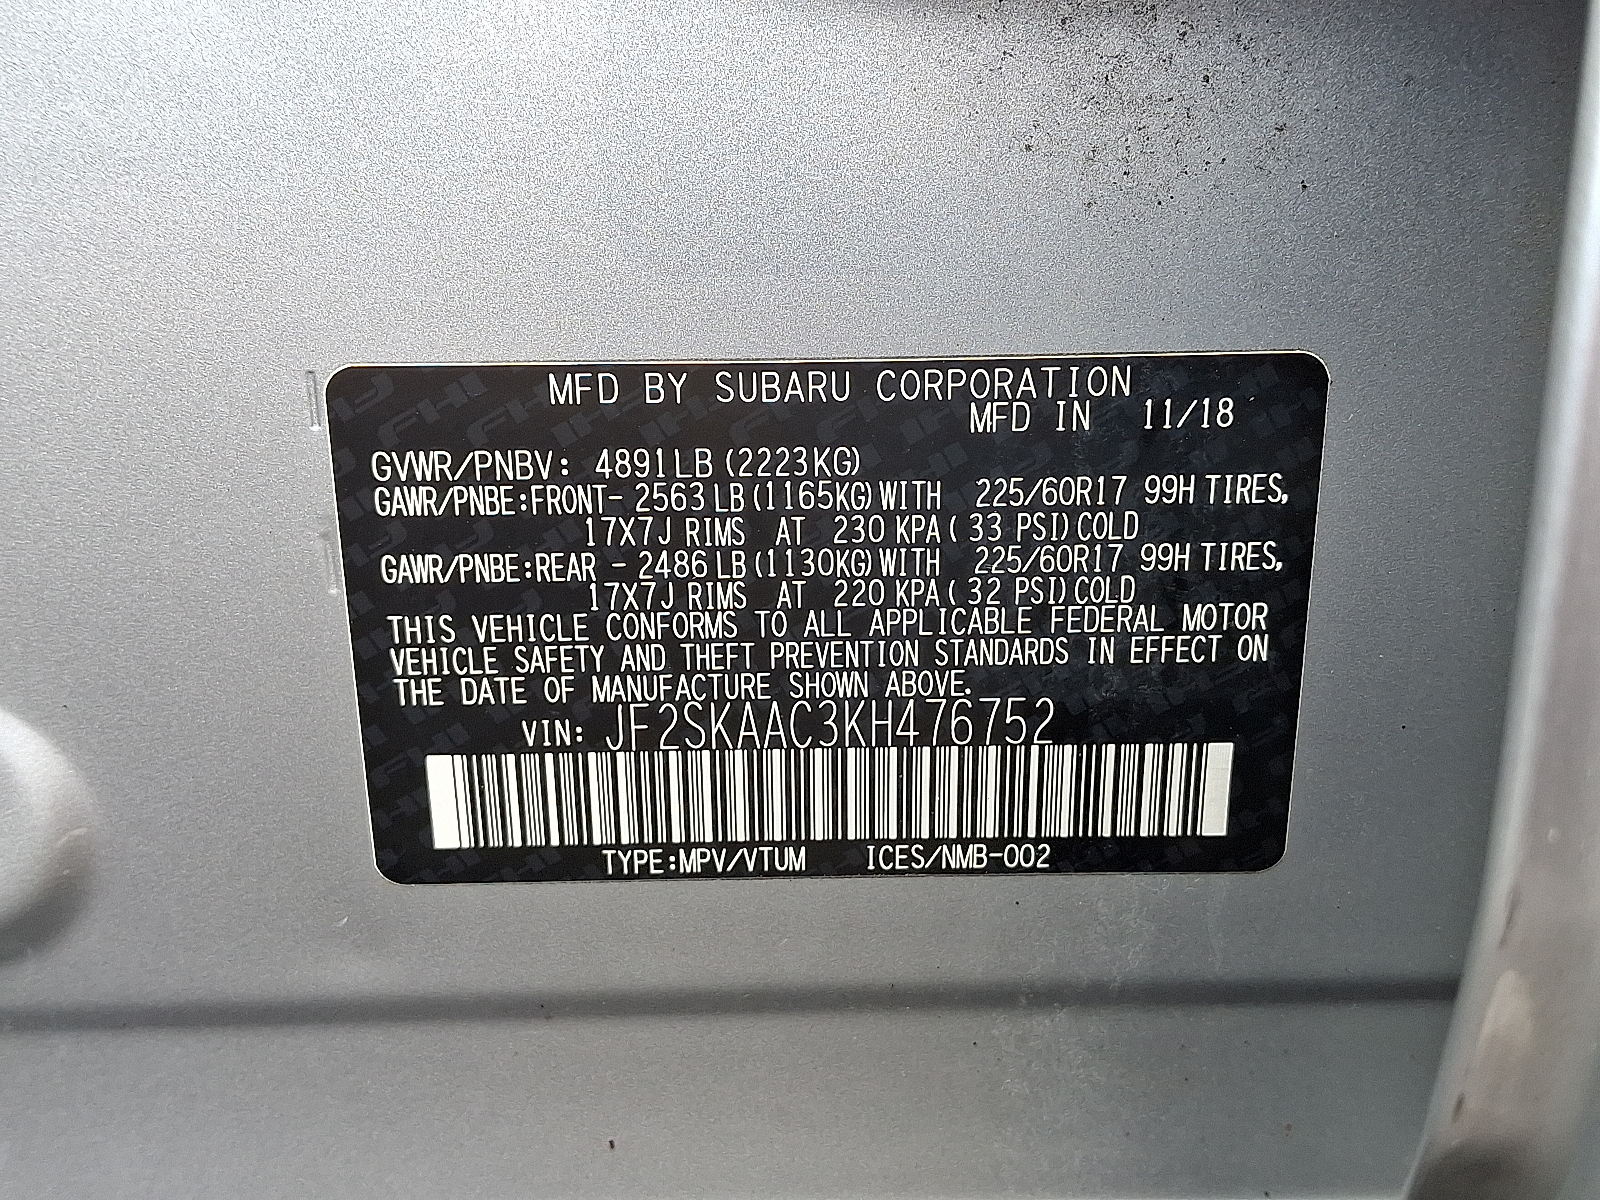 MFD BY SUBARU CORPORATION
MFD IN 11/18
GVWR/PNBV: 4891LB (2223KG)
GAWR/PNBE:FRONT- 2563 LB (1165KG) WITH 225/60R17 99H TIRES,
17X7J RIMS AT 230 KPA ( 33 PSI) COLD
GAWR/PNBE:REAR - 2486 LB (1130KG) WITH 225/60R17 99H TIRES,
17X7J RIMS AT 220 KPA ( 32 PSI) COLD
THIS VEHICLE CONFORMS TO ALL APPLICABLE FEDERAL MOTOR
VEHICLE SAFETY AND THEFT PREVENTION STANDARDS IN EFFECT ON
THE DATE OF MANUFACTURE SHOWN ABOVE.
VIN: JF2SKAAC3KH476752
TYPE:MPV/VTUM ICES/NMB-002